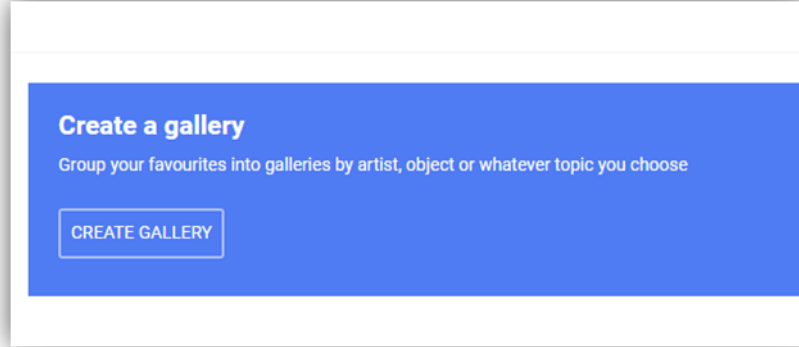 Create a gallery
Group your favourites into galleries by artist, object or whatever topic you choose
CREATE GALLERY